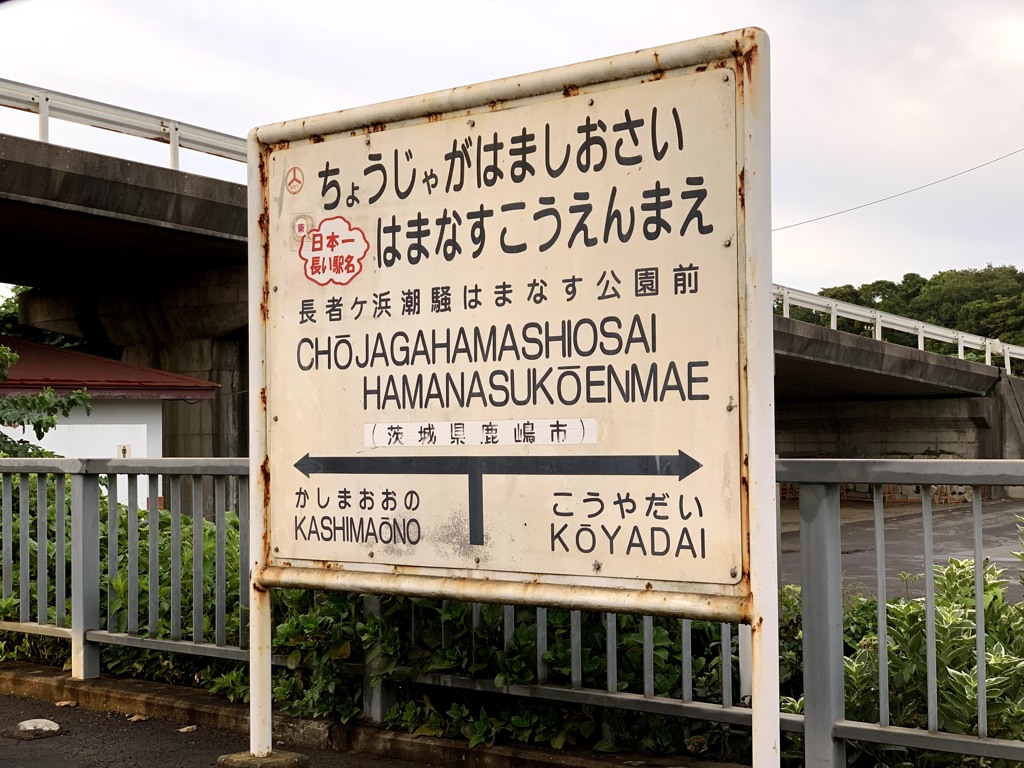 ちょうじゃがはましおさい
はまなすこうえんまえ
東
日本一
長い駅名
長者ケ浜潮騒はまなす公園前
CHŌJAGAHAMASHIOSAI
HAMANASUKŌENMAE
(茨城県鹿嶋市)
かしまおおの
KASHIMAŌNO
こうやだい
KŌYADAI